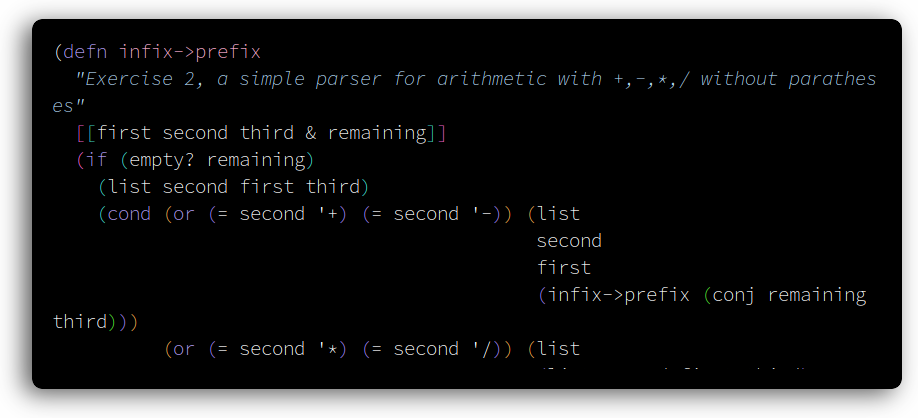 (defn infix->prefix
"Exercise 2, a simple parser for arithmetic with +,-,*,/ without parathes
es"
[[first second third & remaining]]
(if (empty? remaining)
(list second first third)
(cond (or (= second '+) (= second '-)) (list
second
first
(infix->prefix (conj remaining
third)))
(or (= second '*) (= second '/)) (list